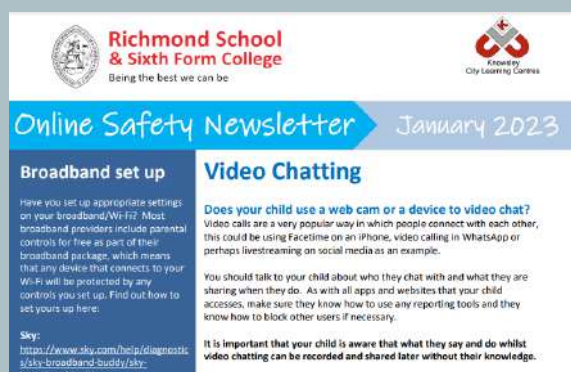 Richmond School
& Sixth Form College
Being the best we can be
Knowsley
City Learning Centres
Online Safety Newsletter
January 2023
Broadband set up
Have you set up appropriate settings
on your broadband/Wi-Fi? Most
broadband providers include parental
controls for free as part of their
broadband package, which means
that any device that connects to your
Wi-Fi will be protected by any
controls you set up. Find out how to
set yours up here:
Sky:
https://www.sky.com/help/diagnostic
s/sky-broadband-buddy/sky-
Video Chatting
Does your child use a web cam or a device to video chat?
Video calls are a very popular way in which people connect with each other,
this could be using Facetime on an iPhone, video calling in WhatsApp or
perhaps livestreaming on social media as an example.
You should talk to your child about who they chat with and what they are
sharing when they do. As with all apps and websites that your child
accesses, make sure they know how to use any reporting tools and they
know how to block other users if necessary.
It is important that your child is aware that what they say and do whilst
video chatting can be recorded and shared later without their knowledge.